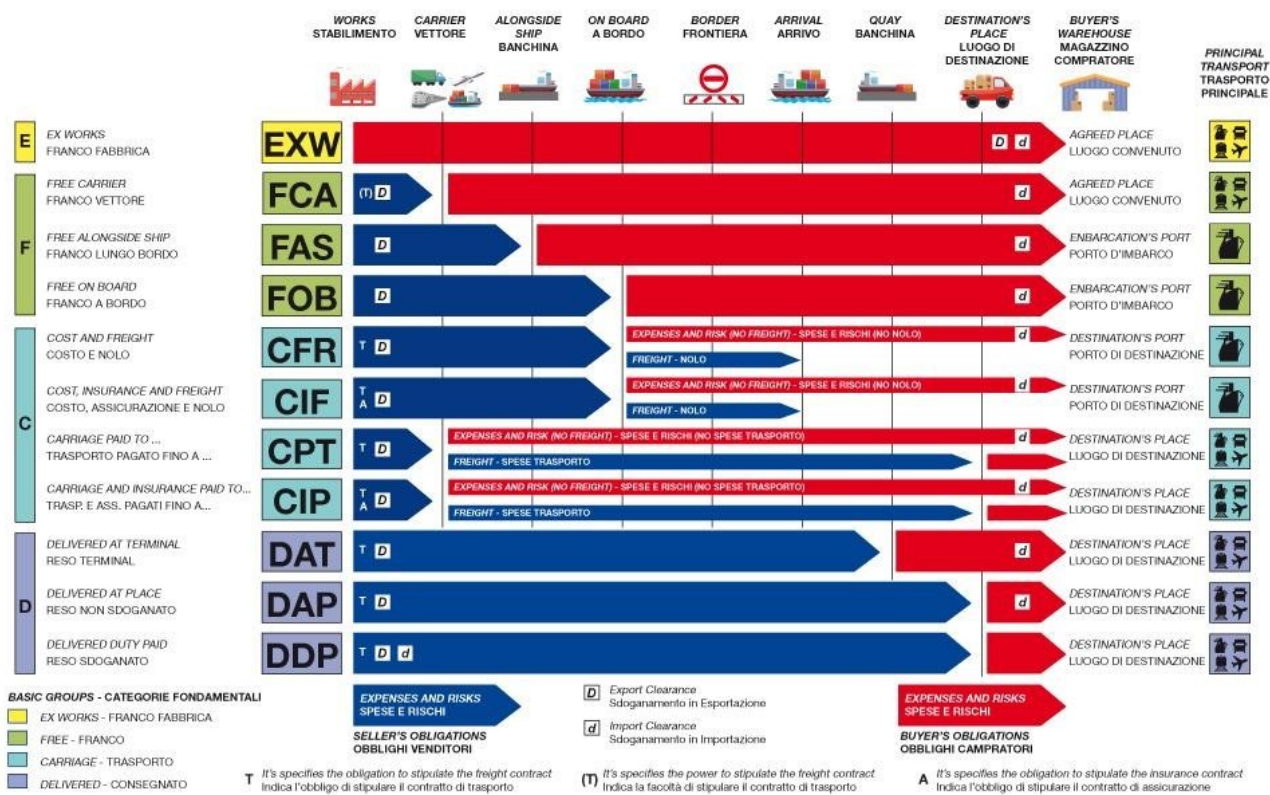 WORKS
STABILIMENTO
CARRIER
VETTORE
ALONGSIDE
SHIP
BANCHINA
ON BOARD
A BORDO
BORDER
FRONTIERA
ARRIVAL
ARRIVO
QUAY
BANCHINA
DESTINATION'S
PLACE
LUOGO DI
DESTINAZIONE
BUYER'S
WAREHOUSE
MAGAZZINO
COMPRATORE
PRINCIPAL
TRANSPORT
TRASPORTO
PRINCIPALE
E
EX WORKS
FRANCO FABBRICA
EXW
D d
AGREED PLACE
LUOGO CONVENUTO
F
FREE CARRIER
FRANCO VETTORE
FCA
(T) D
d
AGREED PLACE
LUOGO CONVENUTO
FREE ALONGSIDE SHIP
FRANCO LUNGO BORDO
FAS
D
d
ENBARCATION'S PORT
PORTO D'IMBARCO
FREE ON BOARD
FRANCO A BORDO
FOB
D
d
ENBARCATION'S PORT
PORTO D'IMBARCO
C
COST AND FREIGHT
COSTO E NOLO
CFR
T D
EXPENSES AND RISK (NO FREIGHT) - SPESE E RISCHI (NO NOLO)
d
FREIGHT - NOLO
DESTINATION'S PORT
PORTO DI DESTINAZIONE
COST, INSURANCE AND FREIGHT
COSTO, ASSICURAZIONE E NOLO
CIF
T
A
D
EXPENSES AND RISK (NO FREIGHT) - SPESE E RISCHI (NO NOLO)
d
FREIGHT - NOLO
DESTINATION'S PORT
PORTO DI DESTINAZIONE
CARRIAGE PAID TO ...
TRASPORTO PAGATO FINO A ...
CPT
T D
EXPENSES AND RISK (NO FREIGHT) - SPESE E RISCHI (NO SPESE TRASPORTO)
d
FREIGHT - SPESE TRASPORTO
DESTINATION'S PLACE
LUOGO DI DESTINAZIONE
CARRIAGE AND INSURANCE PAID TO...
TRASP. E ASS. PAGATI FINO A...
CIP
T
A
D
EXPENSES AND RISK (NO FREIGHT) - SPESE E RISCHI (NO SPESE TRASPORTO)
d
FREIGHT - SPESE TRASPORTO
DESTINATION'S PLACE
LUOGO DI DESTINAZIONE
D
DELIVERED AT TERMINAL
RESO TERMINAL
DAT
T D
d
DESTINATION'S PLACE
LUOGO DI DESTINAZIONE
DELIVERED AT PLACE
RESO NON SDOGANATO
DAP
T D
d
DESTINATION'S PLACE
LUOGO DI DESTINAZIONE
DELIVERED DUTY PAID
RESO SDOGANATO
DDP
T D d
DESTINATION'S PLACE
LUOGO DI DESTINAZIONE
BASIC GROUPS - CATEGORIE FONDAMENTALI
EX WORKS - FRANCO FABBRICA
FREE - FRANCO
CARRIAGE - TRASPORTO
DELIVERED - CONSEGNATO
EXPENSES AND RISKS
SPESE E RISCHI
SELLER'S OBLIGATIONS
OBBLIGHI VENDITORI
D Export Clearance
Sdoganamento in Esportazione
d Import Clearance
Sdoganamento in Importazione
EXPENSES AND RISKS
SPESE E RISCHI
BUYER'S OBLIGATIONS
OBBLIGHI CAMPRATORI
T It's specifies the obligation to stipulate the freight contract
Indica l'obbligo di stipulare il contratto di trasporto
(T) It's specifies the power to stipulate the freight contract
Indica la facoltà di stipulare il contratto di trasporto
A It's specifies the obligation to stipulate the insurance contract
Indica l'obbligo di stipulare il contratto di assicurazione